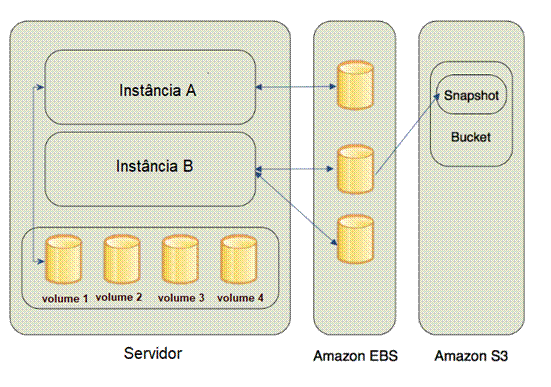 Instância A
Instância B
volume 1
volume 2
volume 3
volume 4
Servidor
Snapshot
Bucket
Amazon EBS
Amazon S3